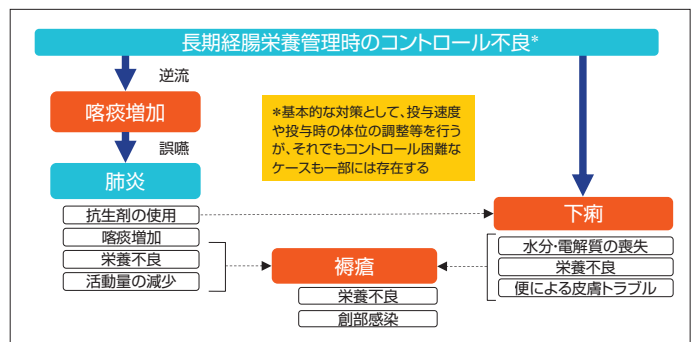 長期経腸栄養管理時のコントロール不良*
逆流
喀痰増加
誤嚥
肺炎
抗生剤の使用
喀痰増加
栄養不良
活動量の減少
*基本的な対策として、投与速度
や投与時の体位の調整等を行う
が、それでもコントロール困難な
ケースも一部には存在する
褥瘡
栄養不良
創部感染
下痢
水分・電解質の喪失
栄養不良
便による皮膚トラブル